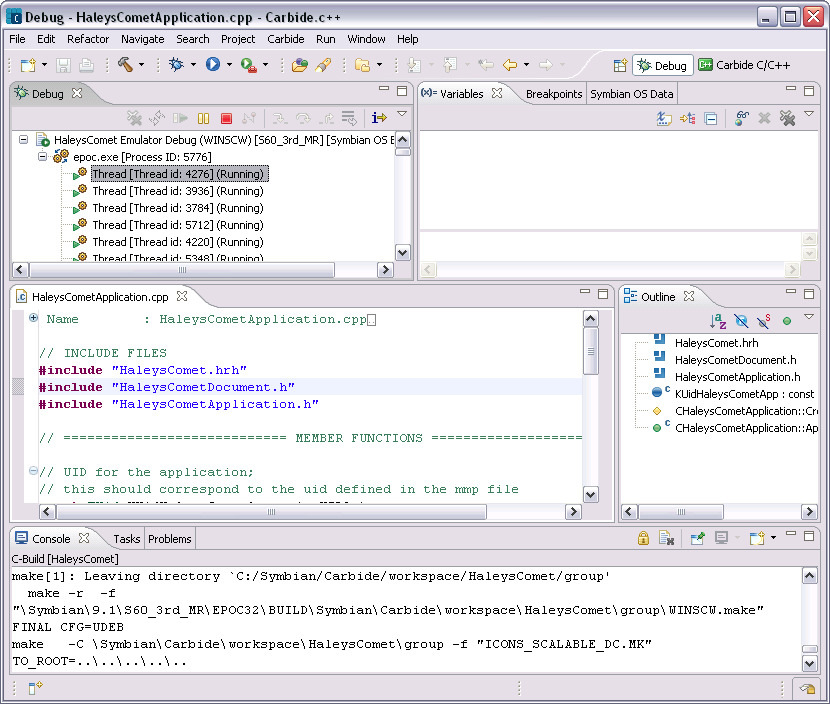 Debug - HaleysCometApplication.cpp - Carbide.c++
File Edit Refactor Navigate Search Project Carbide Run Window Help
Debug Carbide C/C++
Debug
HaleysComet Emulator Debug (WINSCW) [S60_3rd_MR] [Symbian OS E
epoc.exe [Process ID: 5776]
Thread [Thread id: 4276] (Running)
Thread [Thread id: 3936] (Running)
Thread [Thread id: 3784] (Running)
Thread [Thread id: 5712] (Running)
Thread [Thread id: 4220] (Running)
Thread [Thread id: 5348] (Running)
(x)= Variables Breakpoints Symbian OS Data
HaleysCometApplication.cpp
Name : HaleysCometApplication.cpp
// INCLUDE FILES
#include "HaleysComet.hrh"
#include "HaleysCometDocument.h"
#include "HaleysCometApplication.h"
// ============================ MEMBER FUNCTIONS ===================
// UID for the application;
// this should correspond to the uid defined in the mmp file
Outline
HaleysComet.hrh
HaleysCometDocument.h
HaleysCometApplication.h
KUidHaleysCometApp : const
CHaleysCometApplication::Cre
CHaleysCometApplication::Ap
Console Tasks Problems
C-Build [HaleysComet]
make[1]: Leaving directory `C:/Symbian/Carbide/workspace/HaleysComet/group'
make -r -f
"\Symbian\9.1\S60_3rd_MR\EPOC32\BUILD\Symbian\Carbide\workspace\HaleysComet\group\WINSCW.make"
FINAL CFG=UDEB
make -C \Symbian\Carbide\workspace\HaleysComet\group -f "ICONS_SCALABLE_DC.MK"
TO_ROOT=..\..\..\..\..